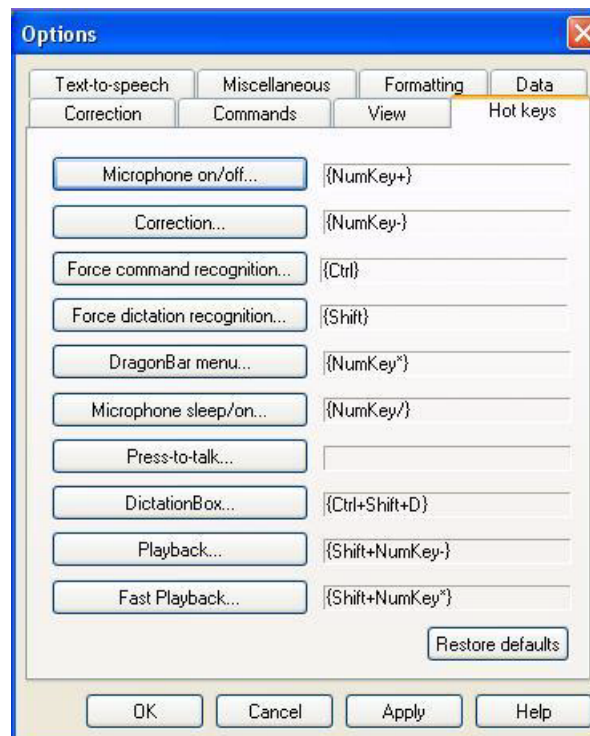 Options
Text-to-speech Miscellaneous Formatting Data
Correction Commands View Hot keys
Microphone on/off... {NumKey+}
Correction... {NumKey-}
Force command recognition... {Ctrl}
Force dictation recognition... {Shift}
DragonBar menu... {NumKey*}
Microphone sleep/on... {NumKey/}
Press-to-talk...
DictationBox... {Ctrl+Shift+D}
Playback... {Shift+NumKey-}
Fast Playback... {Shift+NumKey*}
Restore defaults
OK Cancel Apply Help